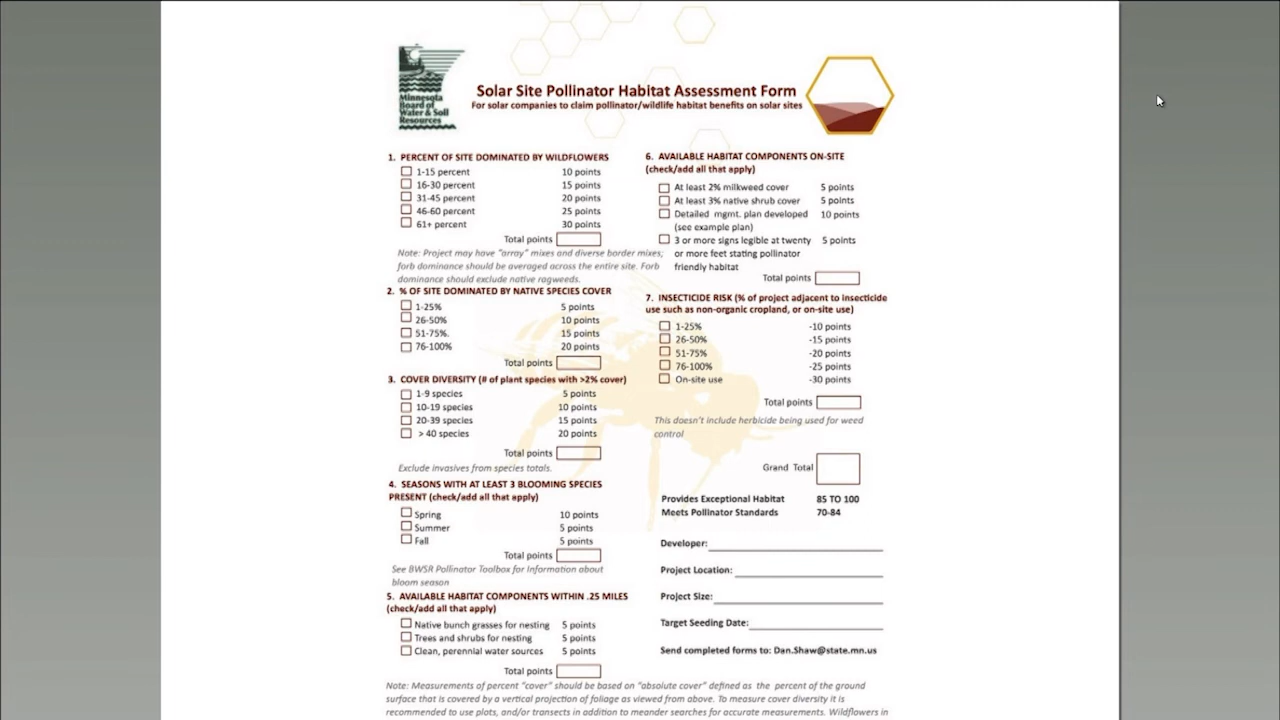 Minnesota
Board of
Water & Soil
Resources
Solar Site Pollinator Habitat Assessment Form
For solar companies to claim pollinator/wildlife habitat benefits on solar sites
1. PERCENT OF SITE DOMINATED BY WILDFLOWERS
1-15 percent 10 points
16-30 percent 15 points
31-45 percent 20 points
46-60 percent 25 points
61+ percent 30 points
Total points
Note: Project may have "array" mixes and diverse border mixes;
forb dominance should be averaged across the entire site. Forb
dominance should exclude native ragweeds.
2. % OF SITE DOMINATED BY NATIVE SPECIES COVER
1-25% 5 points
26-50% 10 points
51-75%. 15 points
76-100% 20 points
Total points
3. COVER DIVERSITY (# of plant species with >2% cover)
1-9 species 5 points
10-19 species 10 points
20-39 species 15 points
> 40 species 20 points
Total points
Exclude invasives from species totals.
4. SEASONS WITH AT LEAST 3 BLOOMING SPECIES
PRESENT (check/add all that apply)
Spring 10 points
Summer 5 points
Fall 5 points
Total points
See BWSR Pollinator Toolbox for Information about
bloom season
5. AVAILABLE HABITAT COMPONENTS WITHIN .25 MILES
(check/add all that apply)
Native bunch grasses for nesting 5 points
Trees and shrubs for nesting 5 points
Clean, perennial water sources 5 points
Total points
6. AVAILABLE HABITAT COMPONENTS ON-SITE
(check/add all that apply)
At least 2% milkweed cover 5 points
At least 3% native shrub cover 5 points
Detailed mgmt. plan developed 10 points
(see example plan)
3 or more signs legible at twenty 5 points
or more feet stating pollinator
friendly habitat
Total points
7. INSECTICIDE RISK (% of project adjacent to insecticide
use such as non-organic cropland, or on-site use)
1-25% -10 points
26-50% -15 points
51-75% -20 points
76-100% -25 points
On-site use -30 points
Total points
This doesn't include herbicide being used for weed
control
Grand Total
Provides Exceptional Habitat 85 TO 100
Meets Pollinator Standards 70-84
Developer:
Project Location:
Project Size:
Target Seeding Date:
Send completed forms to: Dan.Shaw@state.mn.us
Note: Measurements of percent "cover" should be based on "absolute cover" defined as the percent of the ground
surface that is covered by a vertical projection of foliage as viewed from above. To measure cover diversity it is
recommended to use plots, and/or transects in addition to meander searches for accurate measurements. Wildflowers in